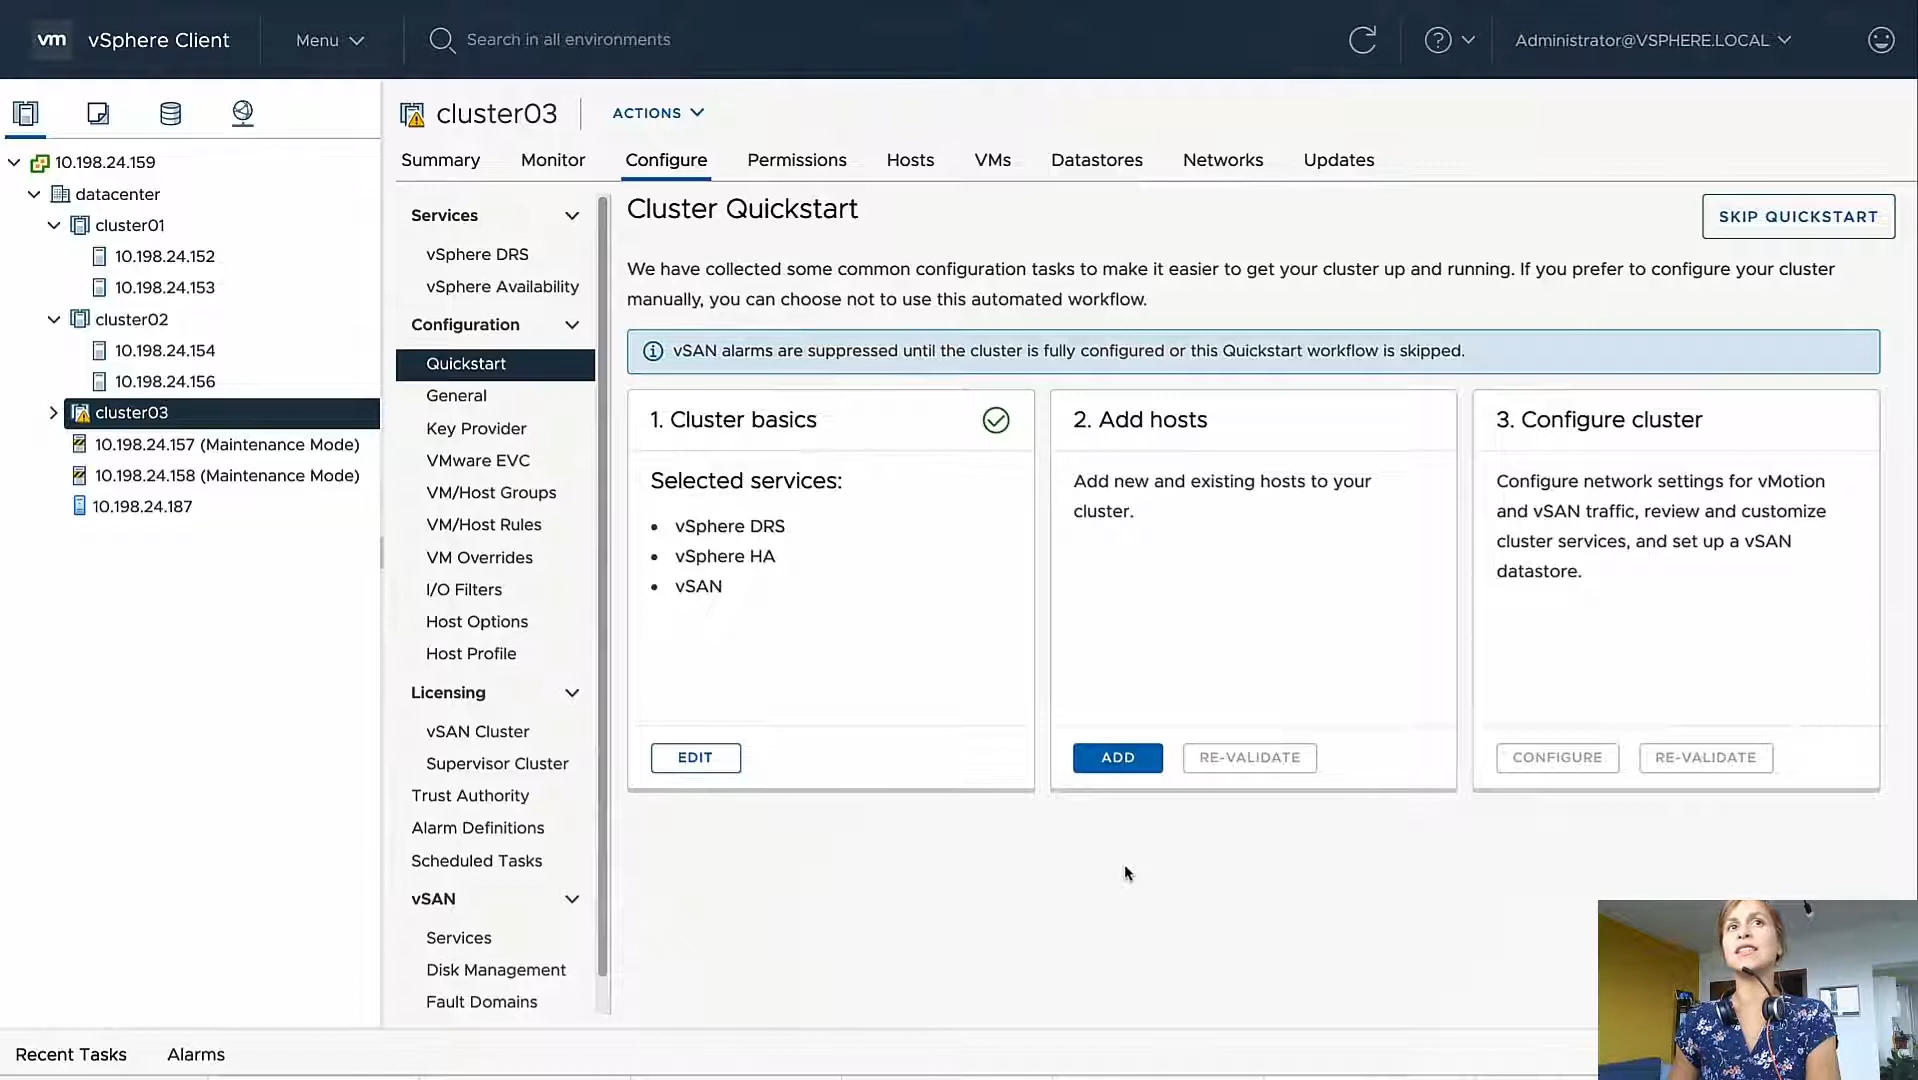 vm vSphere Client Menu Search in all environments Administrator@VSPHERE.LOCAL
10.198.24.159
datacenter
cluster01
10.198.24.152
10.198.24.153
cluster02
10.198.24.154
10.198.24.156
cluster03
10.198.24.157 (Maintenance Mode)
10.198.24.158 (Maintenance Mode)
10.198.24.187
cluster03 ACTIONS
Summary Monitor Configure Permissions Hosts VMs Datastores Networks Updates
Services
vSphere DRS
vSphere Availability
Configuration
Quickstart
General
Key Provider
VMware EVC
VM/Host Groups
VM/Host Rules
VM Overrides
I/O Filters
Host Options
Host Profile
Licensing
vSAN Cluster
Supervisor Cluster
Trust Authority
Alarm Definitions
Scheduled Tasks
vSAN
Services
Disk Management
Fault Domains
Cluster Quickstart
SKIP QUICKSTART
We have collected some common configuration tasks to make it easier to get your cluster up and running. If you prefer to configure your cluster
manually, you can choose not to use this automated workflow.
vSAN alarms are suppressed until the cluster is fully configured or this Quickstart workflow is skipped.
1. Cluster basics
Selected services:
• vSphere DRS
• vSphere HA
• vSAN
EDIT
2. Add hosts
Add new and existing hosts to your
cluster.
ADD RE-VALIDATE
3. Configure cluster
Configure network settings for vMotion
and vSAN traffic, review and customize
cluster services, and set up a vSAN
datastore.
CONFIGURE RE-VALIDATE
Recent Tasks Alarms